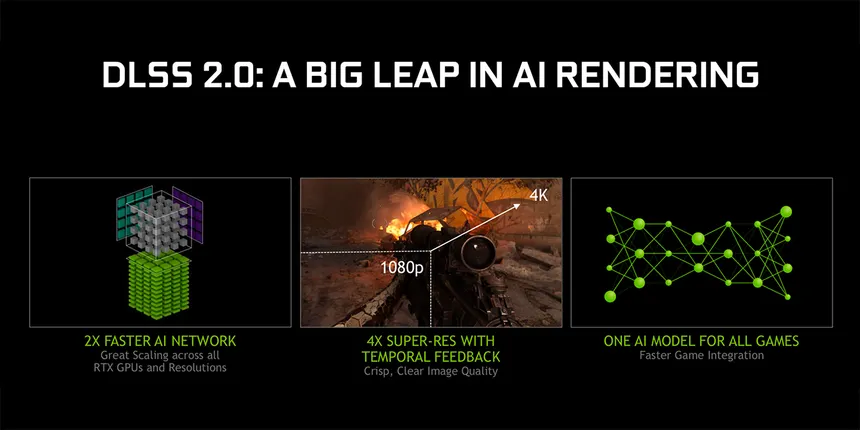 DLSS 2.0: A BIG LEAP IN AI RENDERING
4K
1080p
2X FASTER AI NETWORK
Great Scaling across all
RTX GPUs and Resolutions
4X SUPER-RES WITH
TEMPORAL FEEDBACK
Crisp, Clear Image Quality
ONE AI MODEL FOR ALL GAMES
Faster Game Integration